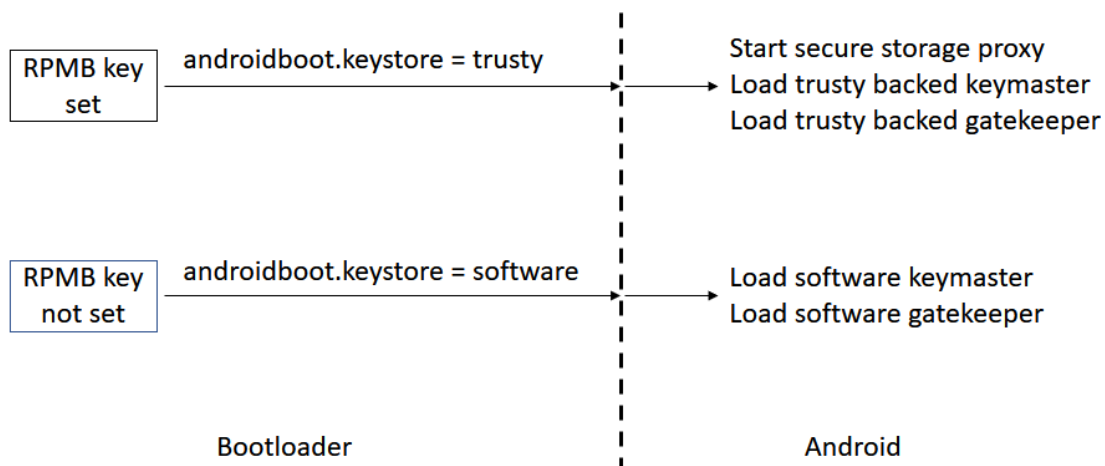 RPMB key
set
androidboot.keystore = trusty
Start secure storage proxy
Load trusty backed keymaster
Load trusty backed gatekeeper
RPMB key
not set
androidboot.keystore = software
Load software keymaster
Load software gatekeeper
Bootloader
Android